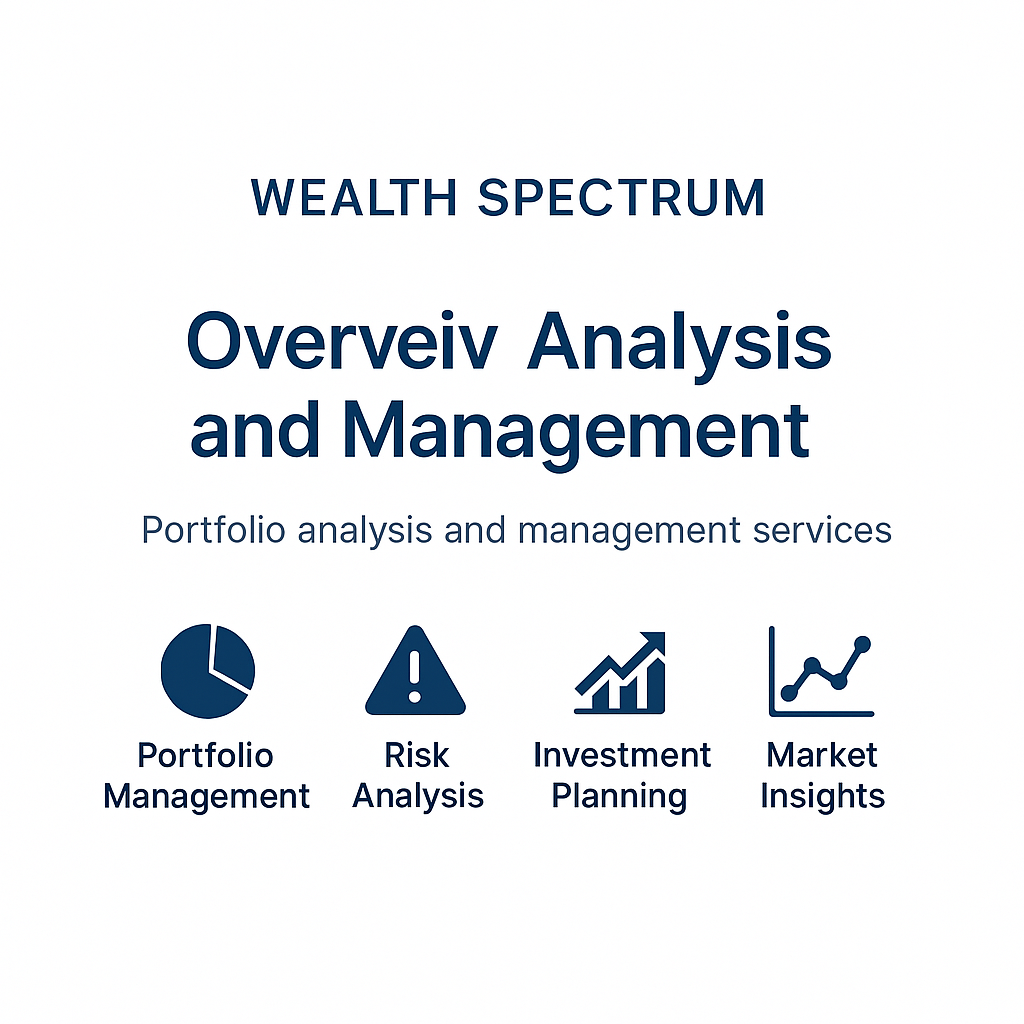 WEALTH SPECTRUM
Overveiv Analysis
and Management
Portfolio analysis and management services
Portfolio
Management
Risk
Analysis
Investment
Planning
Market
Insights